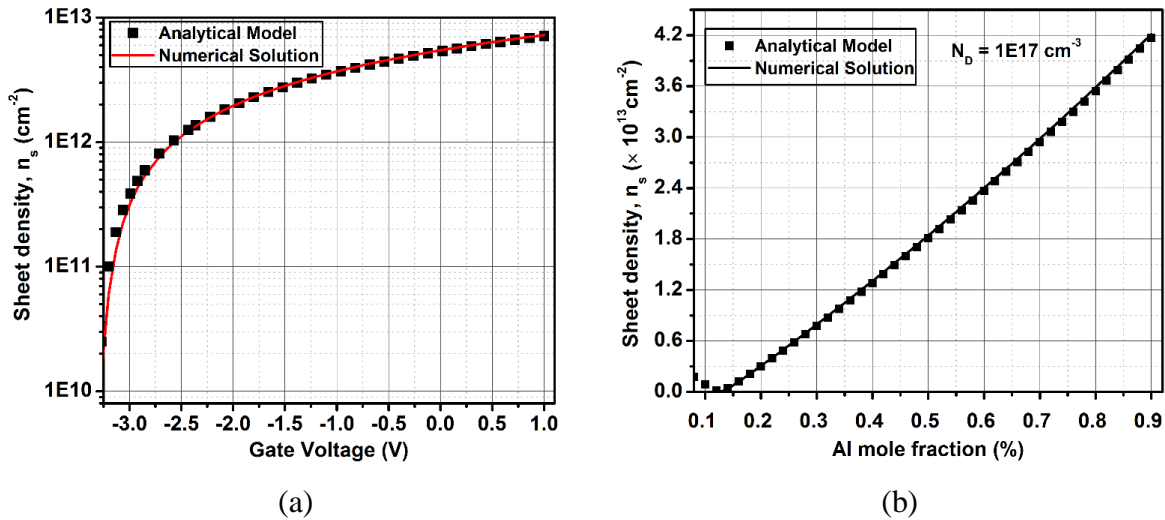 1E13
1E12
1E11
1E10
Sheet density, n_s (cm⁻²)
Analytical Model
Numerical Solution
-3.0 -2.5 -2.0 -1.5 -1.0 -0.5 0.0 0.5 1.0
Gate Voltage (V)
(a)
4.2
3.6
3.0
2.4
1.8
1.2
0.6
0.0
Sheet density, n_s (× 10¹³cm⁻²)
Analytical Model
Numerical Solution
N_D = 1E17 cm⁻³
0.1 0.2 0.3 0.4 0.5 0.6 0.7 0.8 0.9
Al mole fraction (%)
(b)